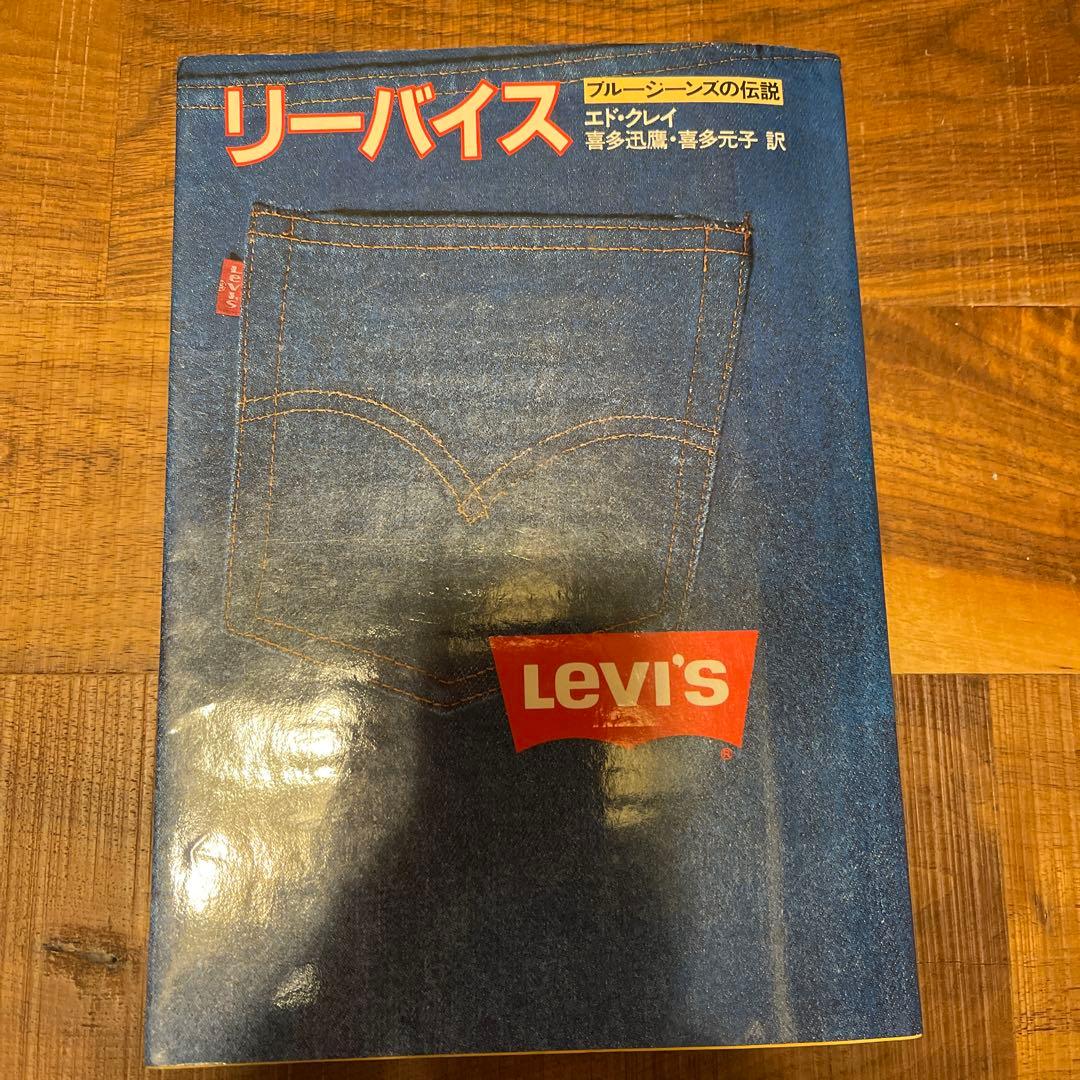 リーバイス
ブルージーンズの伝説
エド・クレイ
喜多迅鷹・喜多元子 訳
LEVI'S
LEVI'S
®